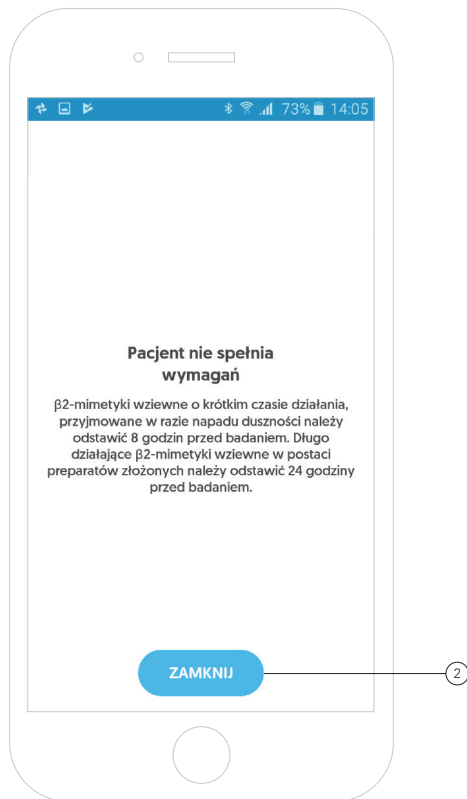 73% 14:05
Pacjent nie spełnia
wymagań
β2-mimetyki wziewne o krótkim czasie działania,
przyjmowane w razie napadu duszności należy
odstawić 8 godzin przed badaniem. Długo
działające β2-mimetyki wziewne w postaci
preparatów złożonych należy odstawić 24 godziny
przed badaniem.
ZAMKNIJ
2